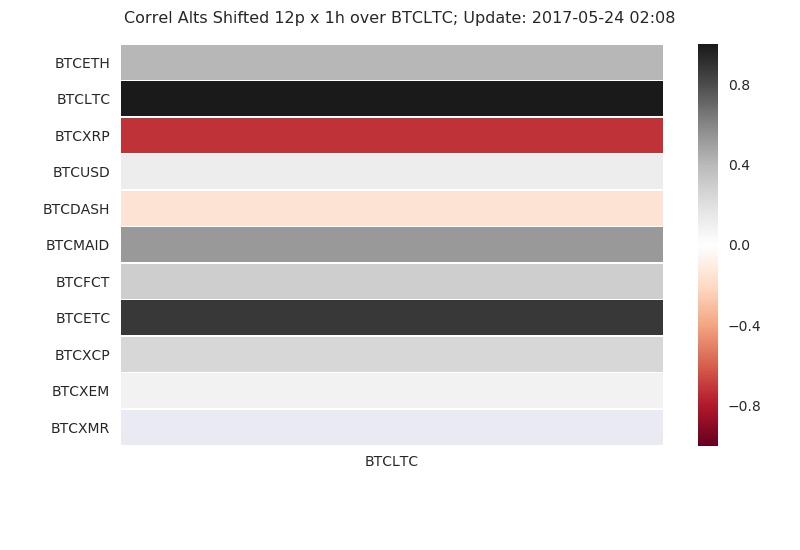 Correl Alts Shifted 12p x 1h over BTCLTC; Update: 2017-05-24 02:08
BTCETH
BTCLTC
BTCXRP
BTCUSD
BTCDASH
BTCMAID
BTCFCT
BTCETC
BTCXCP
BTCXEM
BTCXMR
BTCLTC
0.8
0.4
0.0
−0.4
−0.8